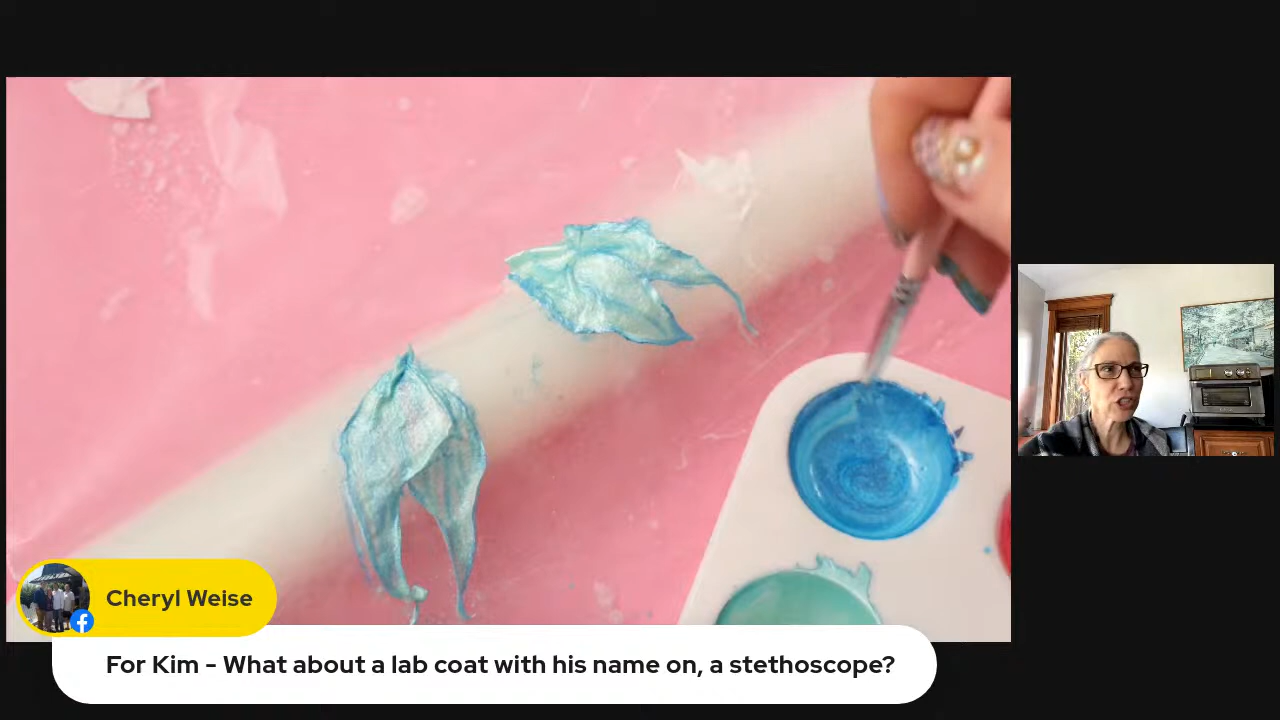 Cheryl Weise
For Kim - What about a lab coat with his name on, a stethoscope?